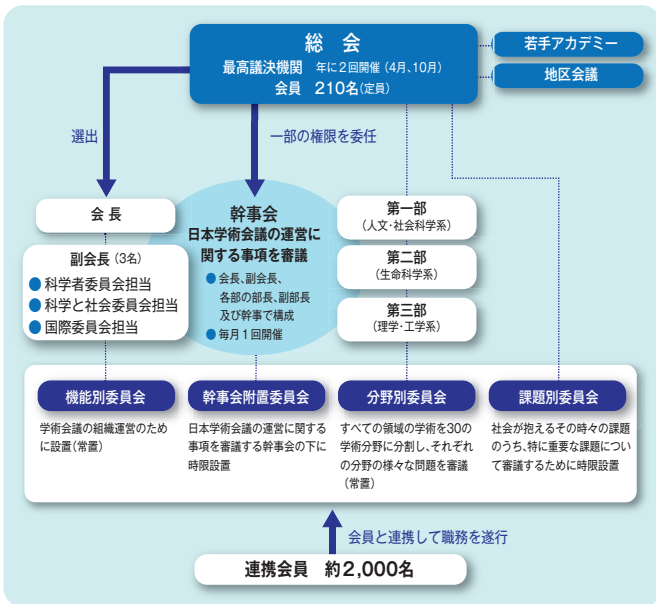 総会
最高議決機関 年に2回開催(4月、10月)
会員 210名(定員)
若手アカデミー
地区会議
選出
一部の権限を委任
会長
副会長(3名)
● 科学者委員会担当
● 科学と社会委員会担当
● 国際委員会担当
幹事会
日本学術会議の運営に
関する事項を審議
● 会長、副会長、
各部の部長、副部長
及び幹事で構成
● 毎月1回開催
第一部
(人文・社会科学系)
第二部
(生命科学系)
第三部
(理学・工学系)
機能別委員会
学術会議の組織運営のため
に設置(常置)
幹事会附置委員会
日本学術会議の運営に関する
事項を審議する幹事会の下に
時限設置
分野別委員会
すべての領域の学術を30の
学術分野に分割し、それぞれ
の分野の様々な問題を審議
(常置)
課題別委員会
社会が抱えるその時々の課題
のうち、特に重要な課題につい
て審議するために時限設置
会員と連携して職務を遂行
連携会員 約2,000名